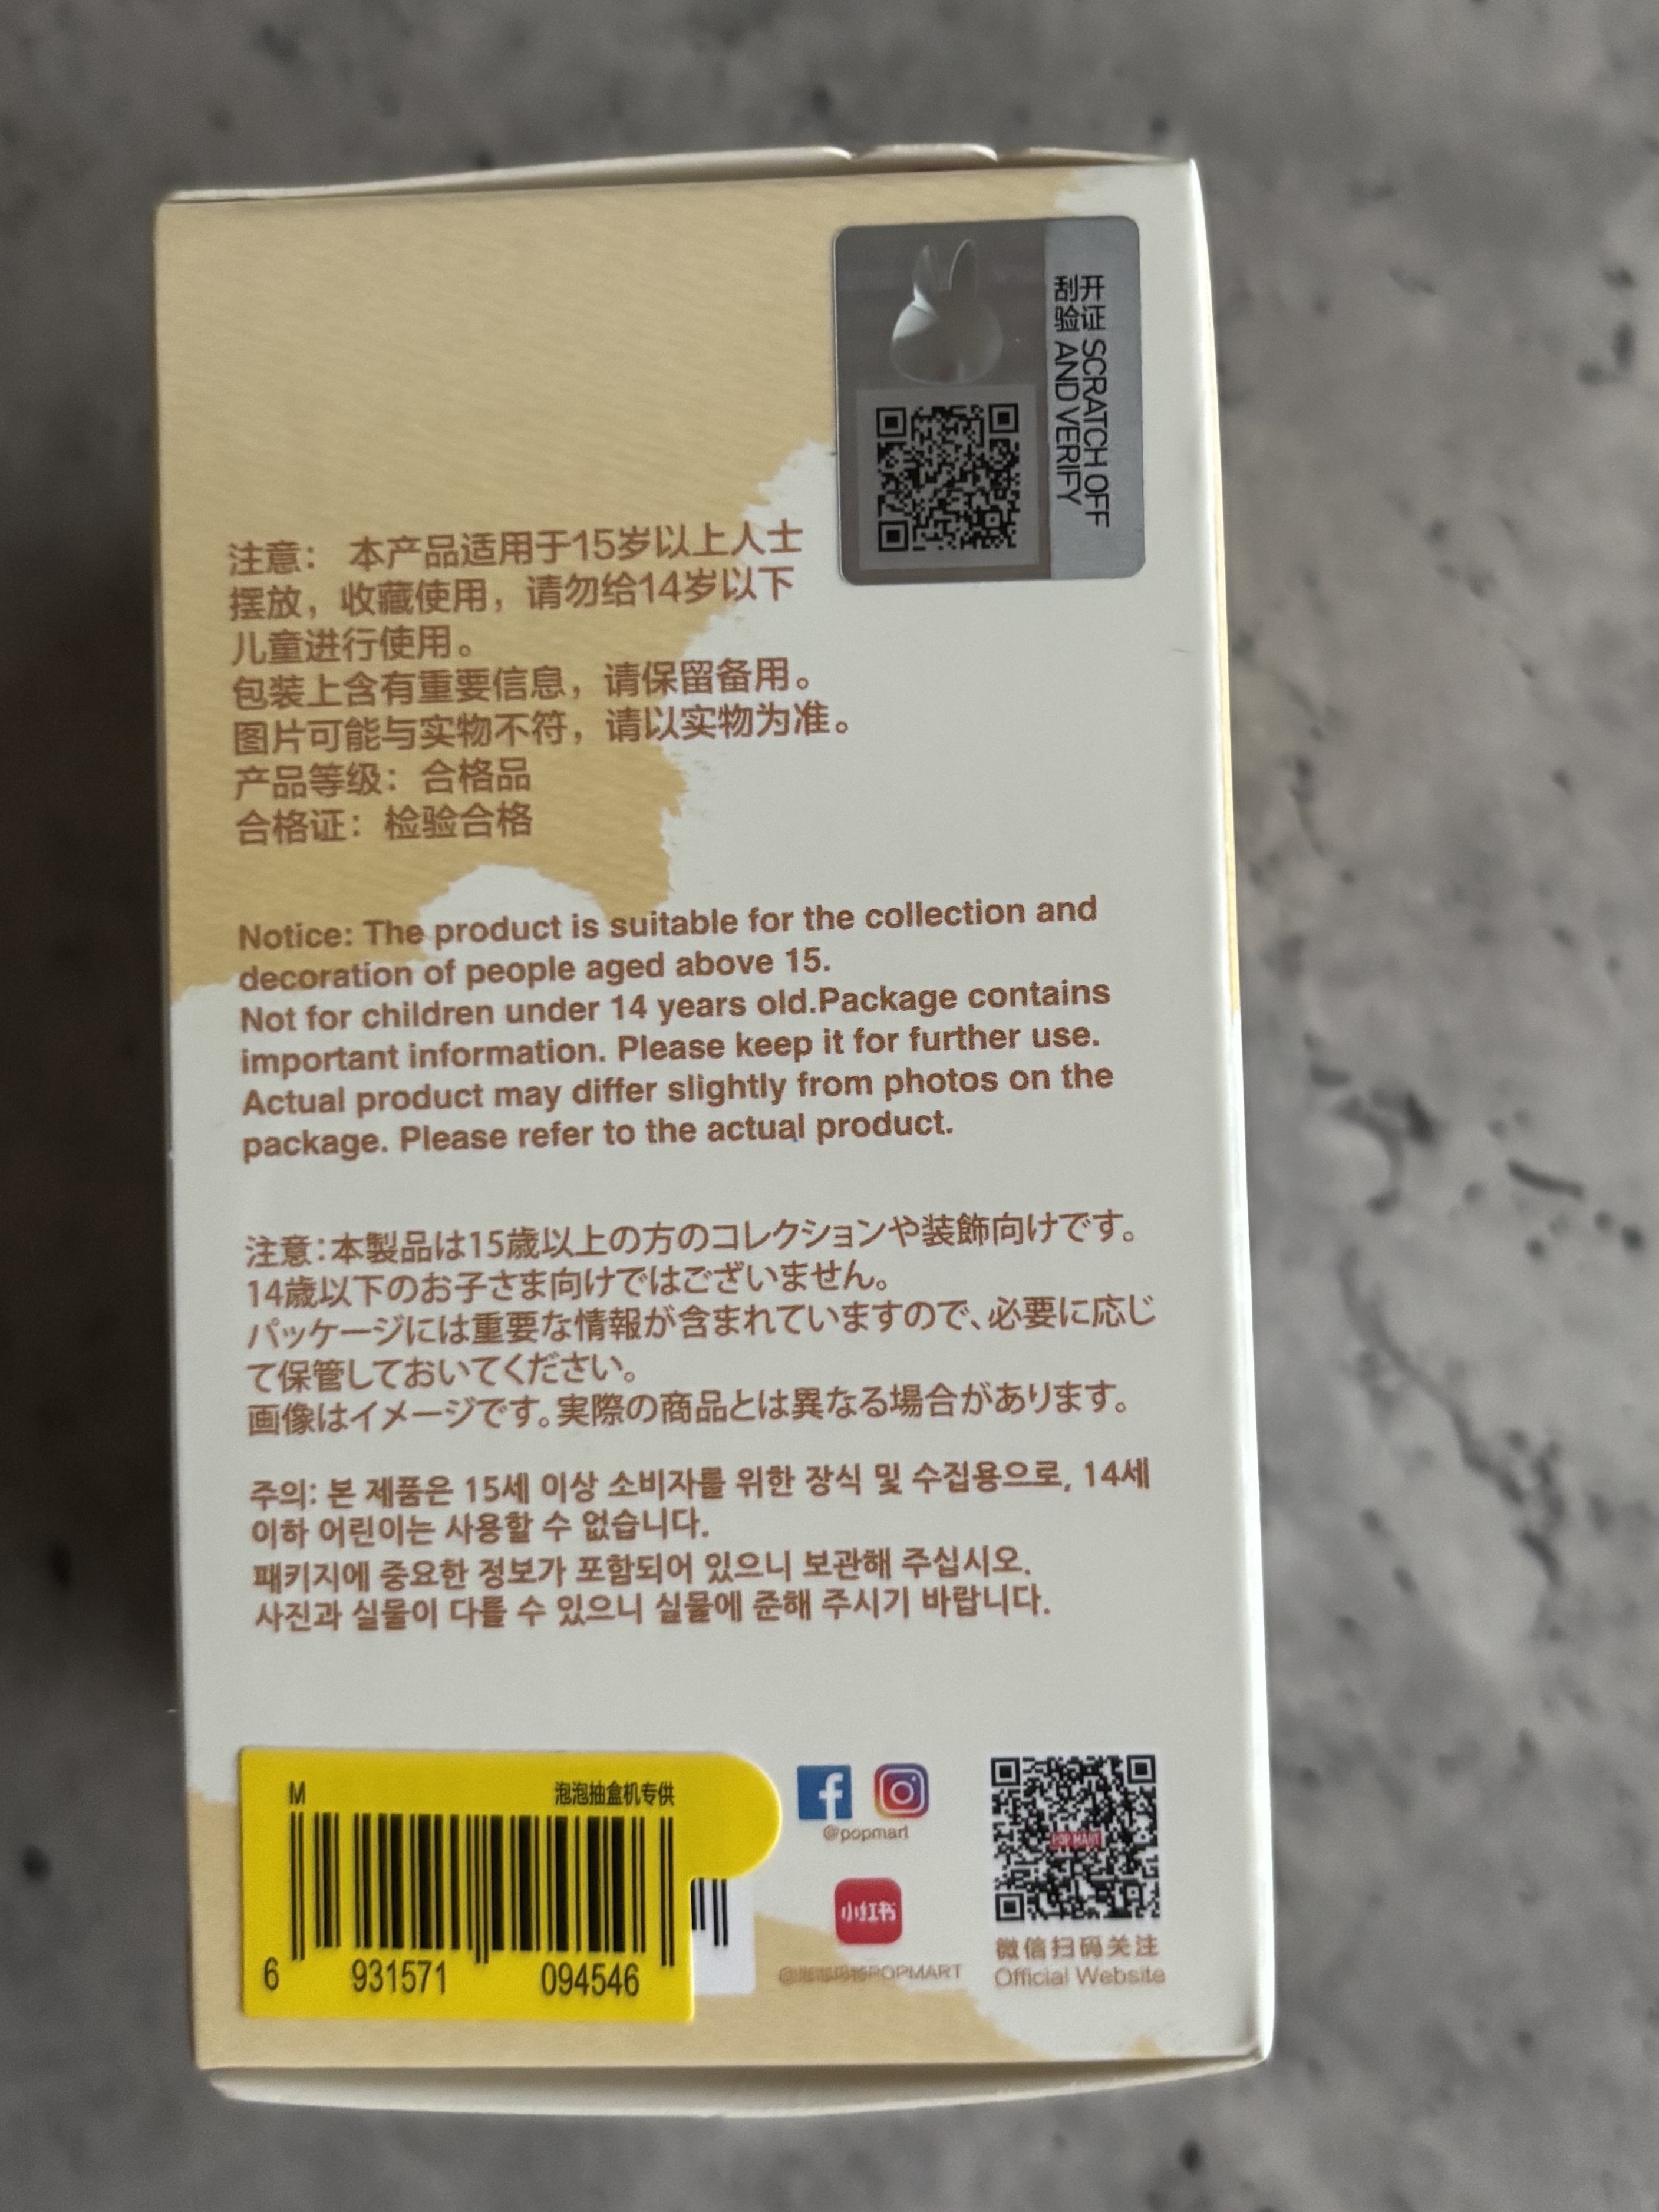 开证 SCRATCH OFF
刮验 AND VERIFY
注意： 本产品适用于15岁以上人士
摆放，收藏使用，请勿给14岁以下
儿童进行使用。
包装上含有重要信息，请保留备用。
图片可能与实物不符，请以实物为准。
产品等级：合格品
合格证：检验合格
Notice: The product is suitable for the collection and
decoration of people aged above 15.
Not for children under 14 years old.Package contains
important information. Please keep it for further use.
Actual product may differ slightly from photos on the
package. Please refer to the actual product.
注意：本製品は15歳以上の方のコレクションや装飾向けです。
14歳以下のお子さま向けではございません。
パッケージには重要な情報が含まれていますので、必要に応じ
て保管しておいてください。
画像はイメージです。実際の商品とは異なる場合があります。
주의: 본 제품은 15세 이상 소비자를 위한 장식 및 수집용으로, 14세
이하 어린이는 사용할 수 없습니다.
패키지에 중요한 정보가 포함되어 있으니 보관해 주십시오.
사진과 실물이 다를 수 있으니 실물에 준해 주시기 바랍니다.
M 泡泡抽盒机专供
6 931571 094546
@popmart
小红书
@泡泡玛特POPMART
POP MART
微信扫码关注
Official Website